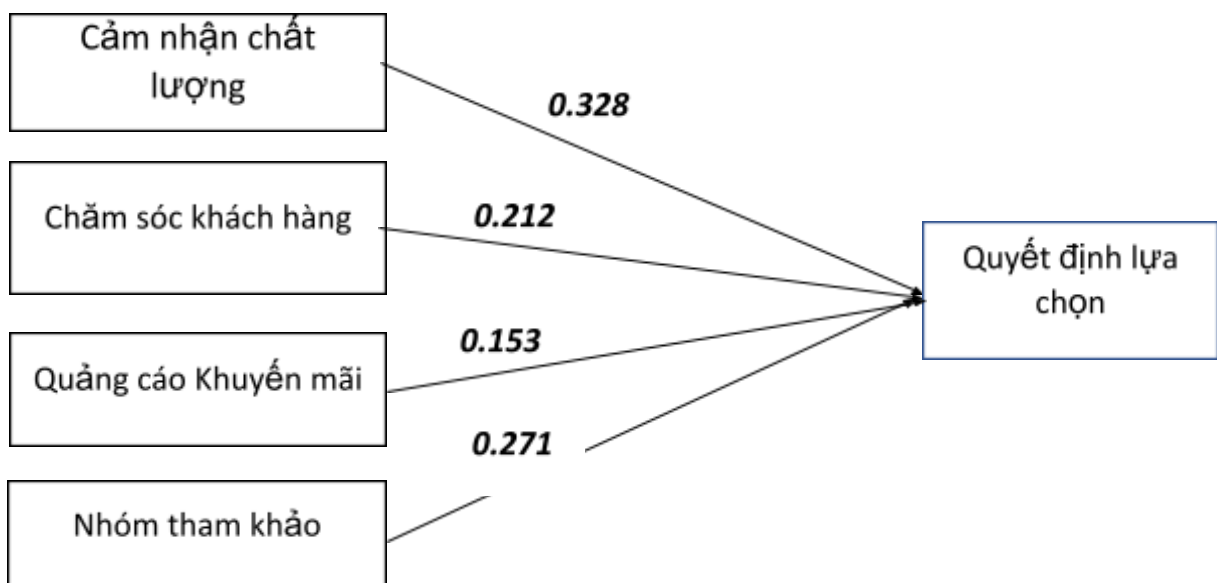 Cảm nhận chất
lượng
0.328
Chăm sóc khách hàng
0.212
Quyết định lựa
chọn
Quảng cáo Khuyến mãi
0.153
0.271
Nhóm tham khảo